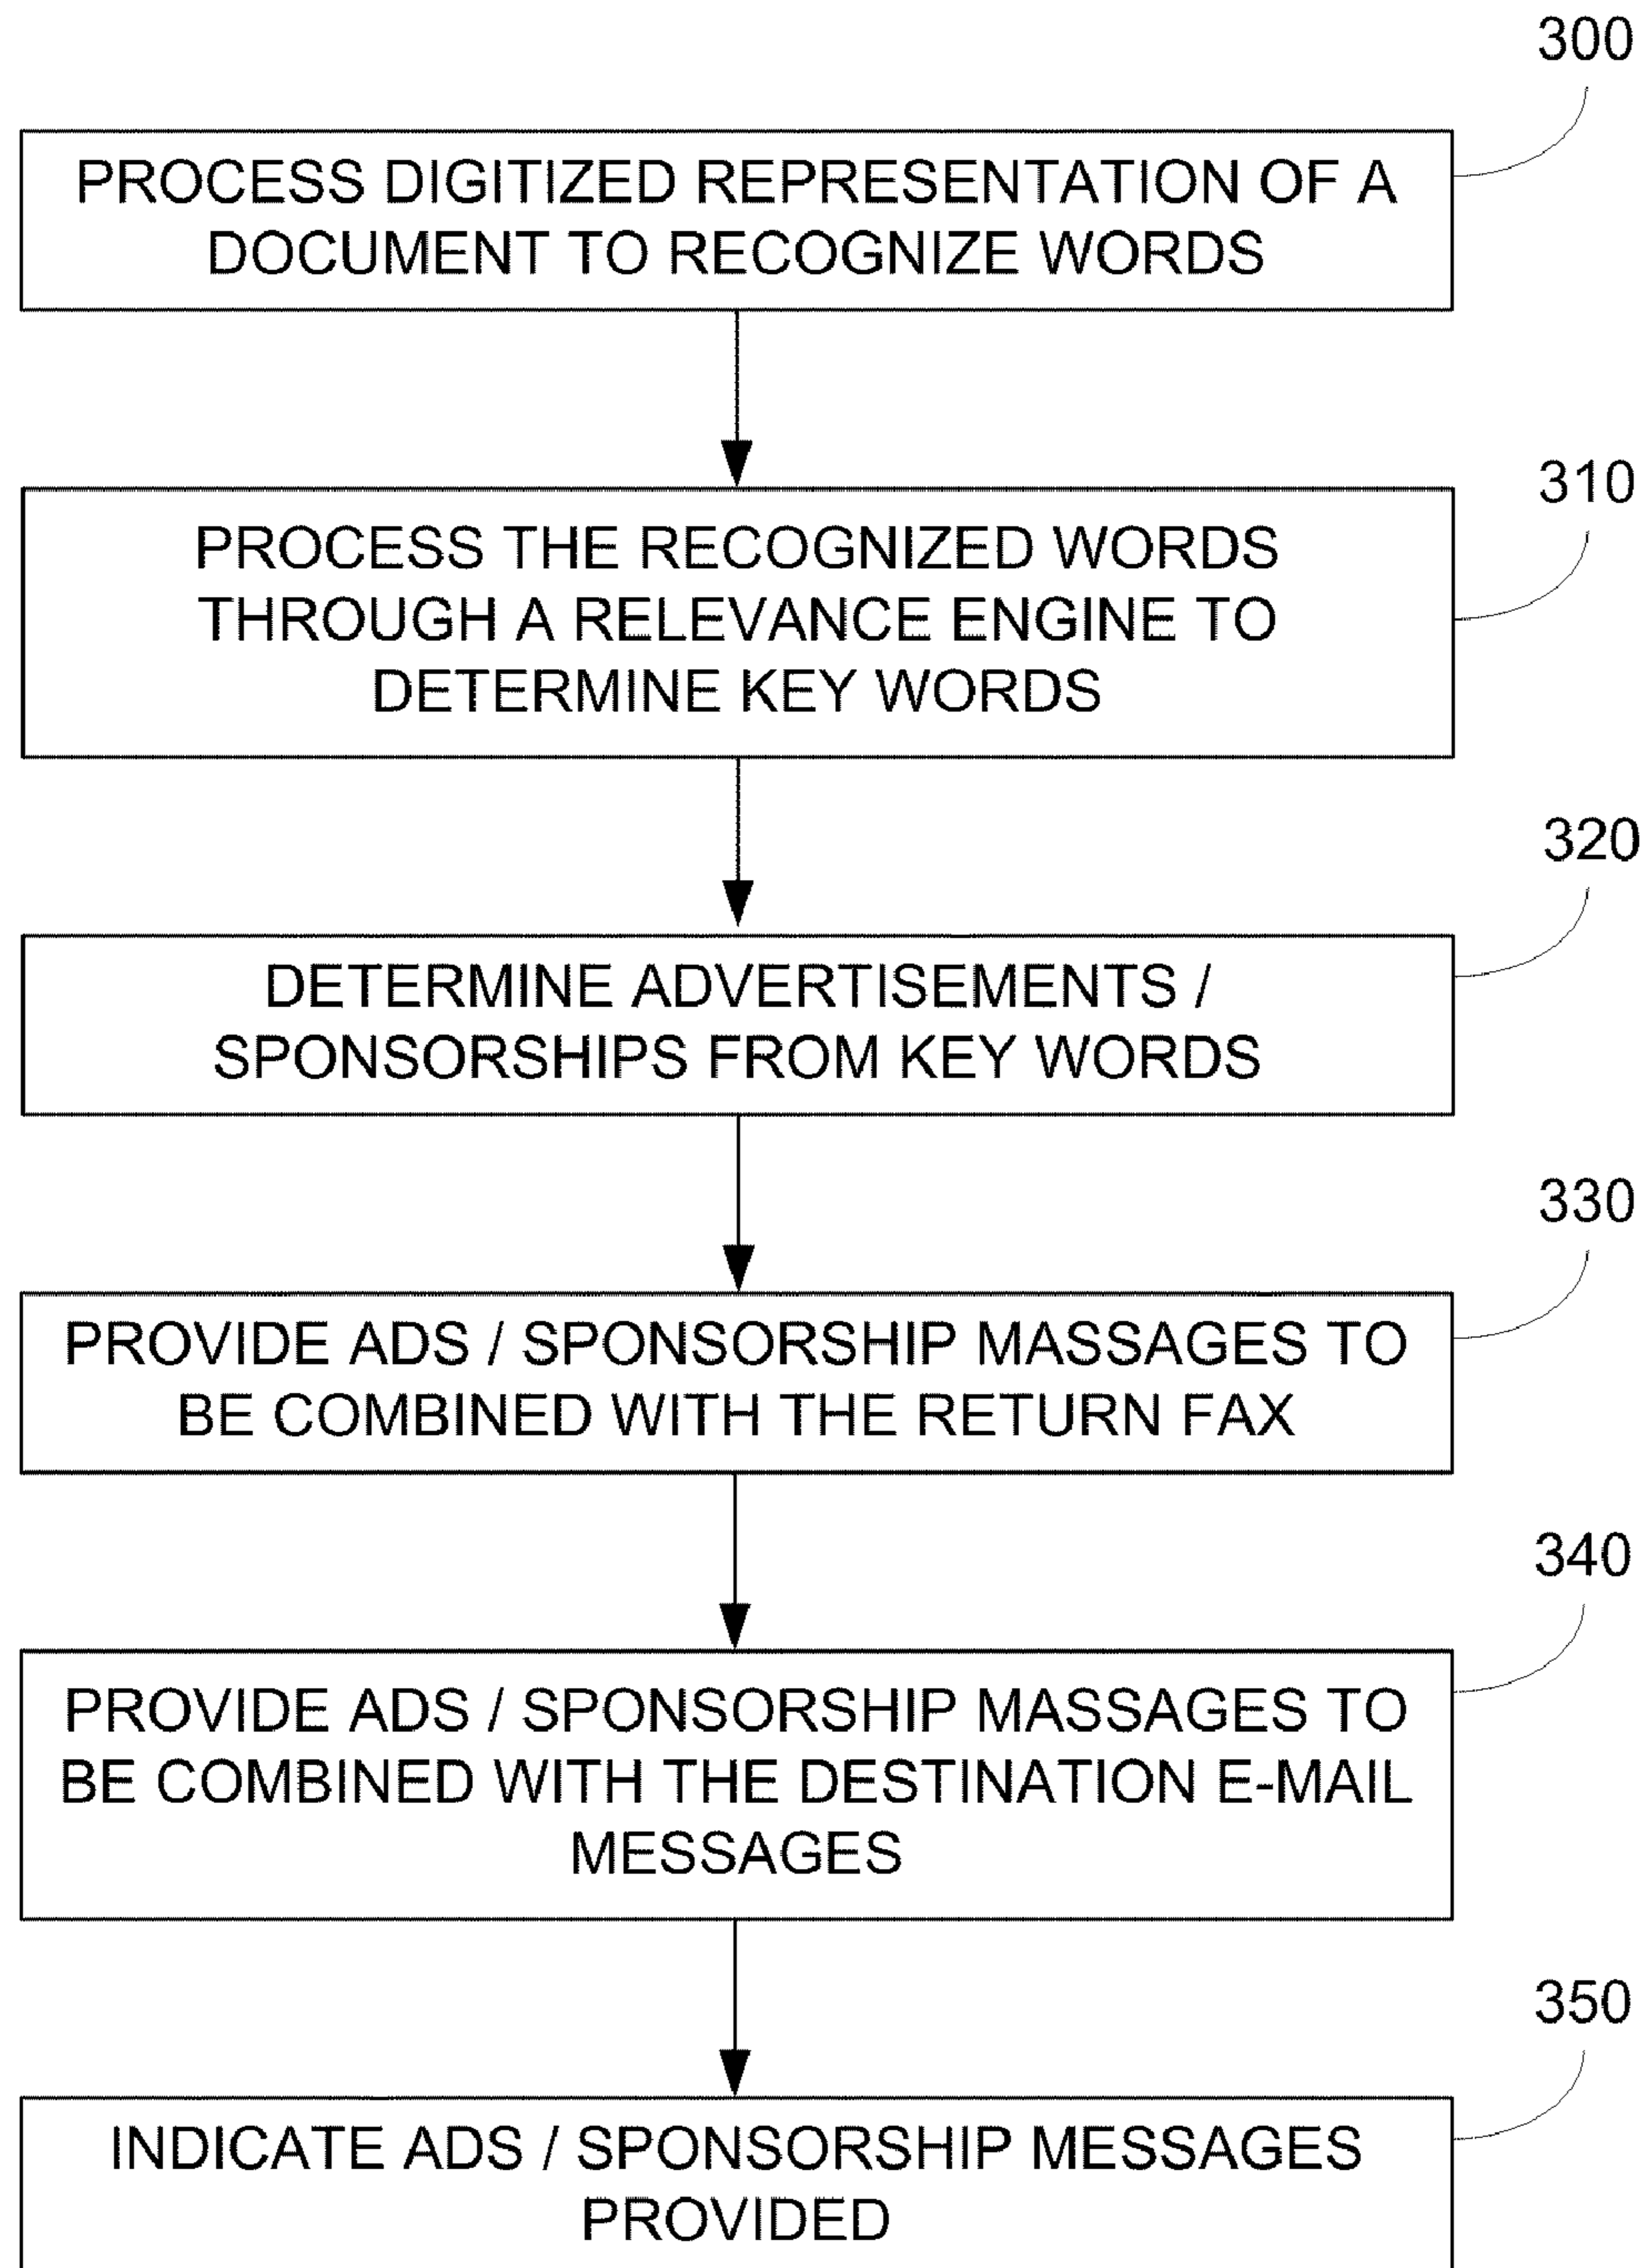 300
PROCESS DIGITIZED REPRESENTATION OF A
DOCUMENT TO RECOGNIZE WORDS
310
PROCESS THE RECOGNIZED WORDS
THROUGH A RELEVANCE ENGINE TO
DETERMINE KEY WORDS
320
DETERMINE ADVERTISEMENTS /
SPONSORSHIPS FROM KEY WORDS
330
PROVIDE ADS / SPONSORSHIP MASSAGES TO
BE COMBINED WITH THE RETURN FAX
340
PROVIDE ADS / SPONSORSHIP MASSAGES TO
BE COMBINED WITH THE DESTINATION E-MAIL
MESSAGES
350
INDICATE ADS / SPONSORSHIP MESSAGES
PROVIDED